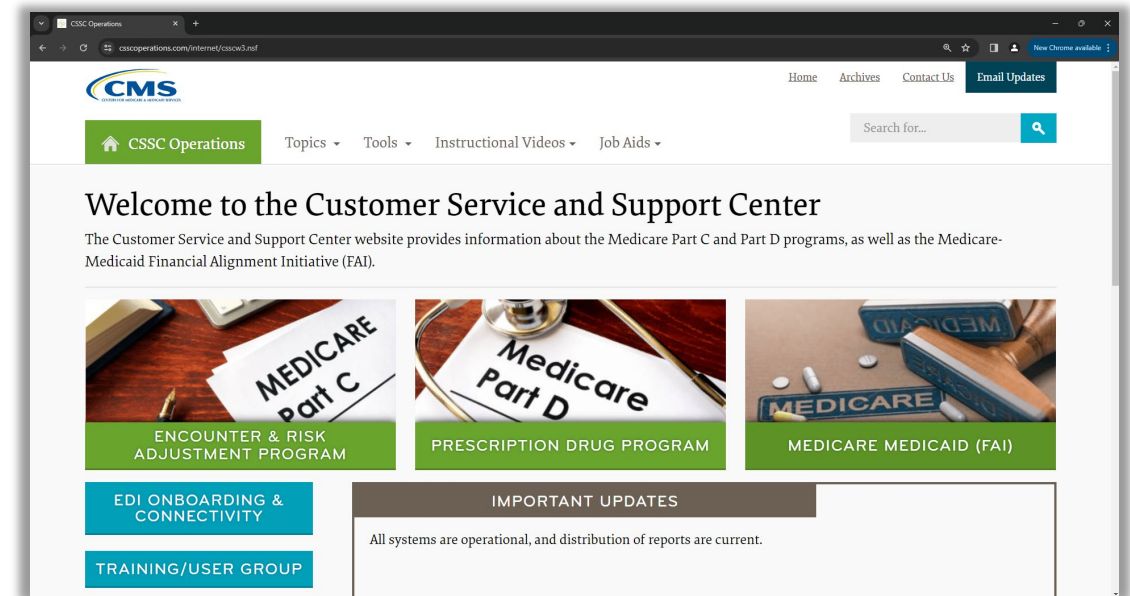 CSSC Operations
csscoperations.com/internet/csscw3.nsf
New Chrome available
CMS
CENTERS FOR MEDICARE & MEDICAID SERVICES
Home Archives Contact Us Email Updates
CSSC Operations Topics Tools Instructional Videos Job Aids
Search for...
Welcome to the Customer Service and Support Center
The Customer Service and Support Center website provides information about the Medicare Part C and Part D programs, as well as the Medicare-
Medicaid Financial Alignment Initiative (FAI).
MEDICARE
Part C
ENCOUNTER & RISK
ADJUSTMENT PROGRAM
Medicare
Part D
PRESCRIPTION DRUG PROGRAM
MEDICAID
MEDICARE
MEDICARE MEDICAID (FAI)
EDI ONBOARDING &
CONNECTIVITY
TRAINING/USER GROUP
IMPORTANT UPDATES
All systems are operational, and distribution of reports are current.